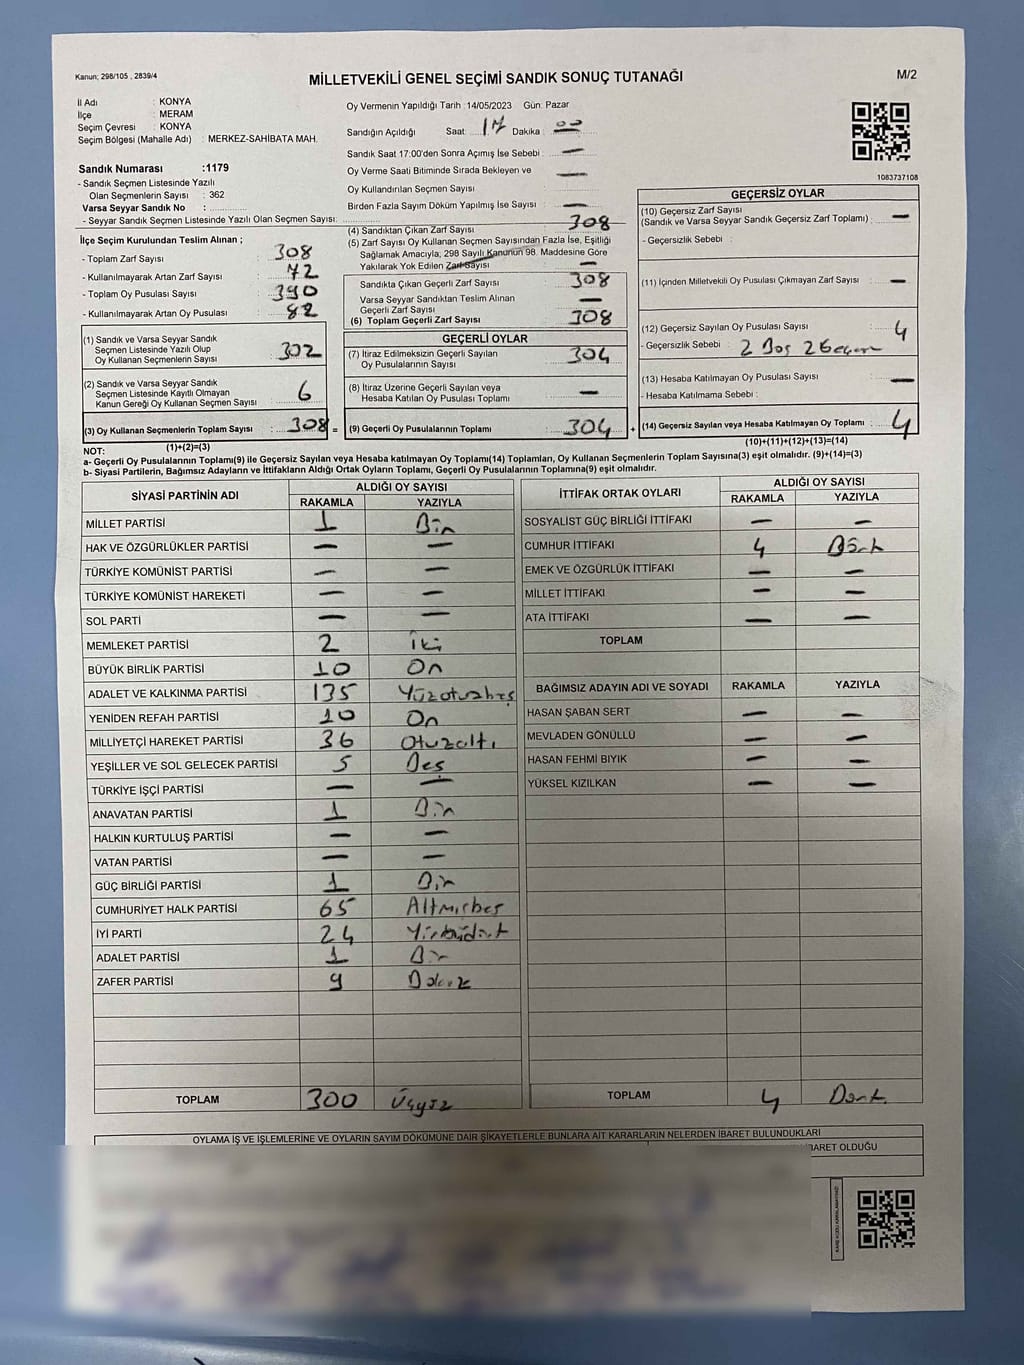 Kanun; 298/105 , 2839/4
MİLLETVEKİLİ GENEL SEÇİMİ SANDIK SONUÇ TUTANAĞI
M/2
İl Adı : KONYA
İlçe : MERAM
Seçim Çevresi : KONYA
Seçim Bölgesi (Mahalle Adı) : MERKEZ-SAHİBATA MAH.
Sandık Numarası :1179
- Sandık Seçmen Listesinde Yazılı
Olan Seçmenlerin Sayısı : 362
Varsa Seyyar Sandık No :
- Seyyar Sandık Seçmen Listesinde Yazılı Olan Seçmen Sayısı:
Oy Vermenin Yapıldığı Tarih :14/05/2023 Gün: Pazar
Sandığın Açıldığı Saat 17 Dakika : 00
Sandık Saat 17:00'den Sonra Açımış İse Sebebi : —
Oy Verme Saati Bitiminde Sırada Bekleyen ve —
Oy Kullandırılan Seçmen Sayısı :
Birden Fazla Sayım Döküm Yapılmış İse Sayısı : —
1083737108
İlçe Seçim Kurulundan Teslim Alınan ;
- Toplam Zarf Sayısı : 308
- Kullanılmayarak Artan Zarf Sayısı : 72
- Toplam Oy Pusulası Sayısı : 390
- Kullanılmayarak Artan Oy Pusulası : 82
(1) Sandık ve Varsa Seyyar Sandık
Seçmen Listesinde Yazılı Olup
Oy Kullanan Seçmenlerin Sayısı : 302
(2) Sandık ve Varsa Seyyar Sandık
Seçmen Listesinde Kayıtlı Olmayan
Kanun Gereği Oy Kullanan Seçmen Sayısı : 6
(3) Oy Kullanan Seçmenlerin Toplam Sayısı : 308 =
(1)+(2)=(3)
(4) Sandıktan Çıkan Zarf Sayısı : 308
(5) Zarf Sayısı Oy Kullanan Seçmen Sayısından Fazla İse, Eşitliği
Sağlamak Amacıyla, 298 Sayılı Kanunun 98. Maddesine Göre
Yakılarak Yok Edilen Zarf Sayısı : —
Sandıkta Çıkan Geçerli Zarf Sayısı : 308
Varsa Seyyar Sandıktan Teslim Alınan
Geçerli Zarf Sayısı : —
(6) Toplam Geçerli Zarf Sayısı : 308
GEÇERLİ OYLAR
(7) İtiraz Edilmeksizin Geçerli Sayılan
Oy Pusulalarının Sayısı : 304
(8) İtiraz Üzerine Geçerli Sayılan veya
Hesaba Katılan Oy Pusulası Toplamı : —
(9) Geçerli Oy Pusulalarının Toplamı : 304 +
GEÇERSİZ OYLAR
(10) Geçersiz Zarf Sayısı
(Sandık ve Varsa Seyyar Sandık Geçersiz Zarf Toplamı) : —
- Geçersizlik Sebebi :
(11) İçinden Milletvekili Oy Pusulası Çıkmayan Zarf Sayısı : —
(12) Geçersiz Sayılan Oy Pusulası Sayısı : 4
- Geçersizlik Sebebi : 2 Boş 2
(13) Hesaba Katılmayan Oy Pusulası Sayısı : —
- Hesaba Katılmama Sebebi :
(14) Geçersiz Sayılan veya Hesaba Katılmayan Oy Toplamı : 4
(10)+(11)+(12)+(13)=(14)
NOT:
a- Geçerli Oy Pusulasının Toplamı(9) ile Geçersiz Sayılan veya Hesaba katılmayan Oy Toplamı(14) Toplamları, Oy Kullanan Seçmenlerin Toplam Sayısına(3) eşit olmalıdır. (9)+(14)=(3)
b- Siyasi Partilerin, Bağımsız Adayların ve İttifakların Aldığı Ortak Oyların Toplamı, Geçerli Oy Pusulalarının Toplamına(9) eşit olmalıdır.
SİYASİ PARTİNİN ADI ALDIĞI OY SAYISI
RAKAMLA YAZIYLA
MİLLET PARTİSİ 1 Bir
HAK VE ÖZGÜRLÜKLER PARTİSİ — —
TÜRKİYE KOMÜNİST PARTİSİ — —
TÜRKİYE KOMÜNİST HAREKETİ — —
SOL PARTİ — —
MEMLEKET PARTİSİ 2 İki
BÜYÜK BİRLİK PARTİSİ 10 On
ADALET VE KALKINMA PARTİSİ 135 Yüzotuzbeş
YENİDEN REFAH PARTİSİ 10 On
MİLLİYETÇİ HAREKET PARTİSİ 36 Otuzaltı
YEŞİLLER VE SOL GELECEK PARTİSİ 5 Beş
TÜRKİYE İŞÇİ PARTİSİ — —
ANAVATAN PARTİSİ 1 Bir
HALKIN KURTULUŞ PARTİSİ — —
VATAN PARTİSİ — —
GÜÇ BİRLİĞİ PARTİSİ 1 Bir
CUMHURİYET HALK PARTİSİ 65 Altmışbeş
İYİ PARTİ 24 Yirmidört
ADALET PARTİSİ 1 Bir
ZAFER PARTİSİ 9 Dokuz
TOPLAM 300 Üçyüz
İTTİFAK ORTAK OYLARI ALDIĞI OY SAYISI
RAKAMLA YAZIYLA
SOSYALİST GÜÇ BİRLİĞİ İTTİFAKI — —
CUMHUR İTTİFAKI 4 Dört
EMEK VE ÖZGÜRLÜK İTTİFAKI — —
MİLLET İTTİFAKI — —
ATA İTTİFAKI — —
TOPLAM
BAĞIMSIZ ADAYIN ADI VE SOYADI RAKAMLA YAZIYLA
HASAN ŞABAN SERT — —
MEVLADEN GÖNÜLLÜ — —
HASAN FEHMI BIYIK — —
YÜKSEL KIZILKAN — —
TOPLAM 4 Dört
OYLAMA İŞ VE İŞLEMLERİNE VE OYLARIN SAYIM DÖKÜMÜNE DAİR ŞİKAYETLERLE BUNLARA AİT KARARLARIN NELERDEN İBARET BULUNDUKLARI
İBARET OLDUĞU